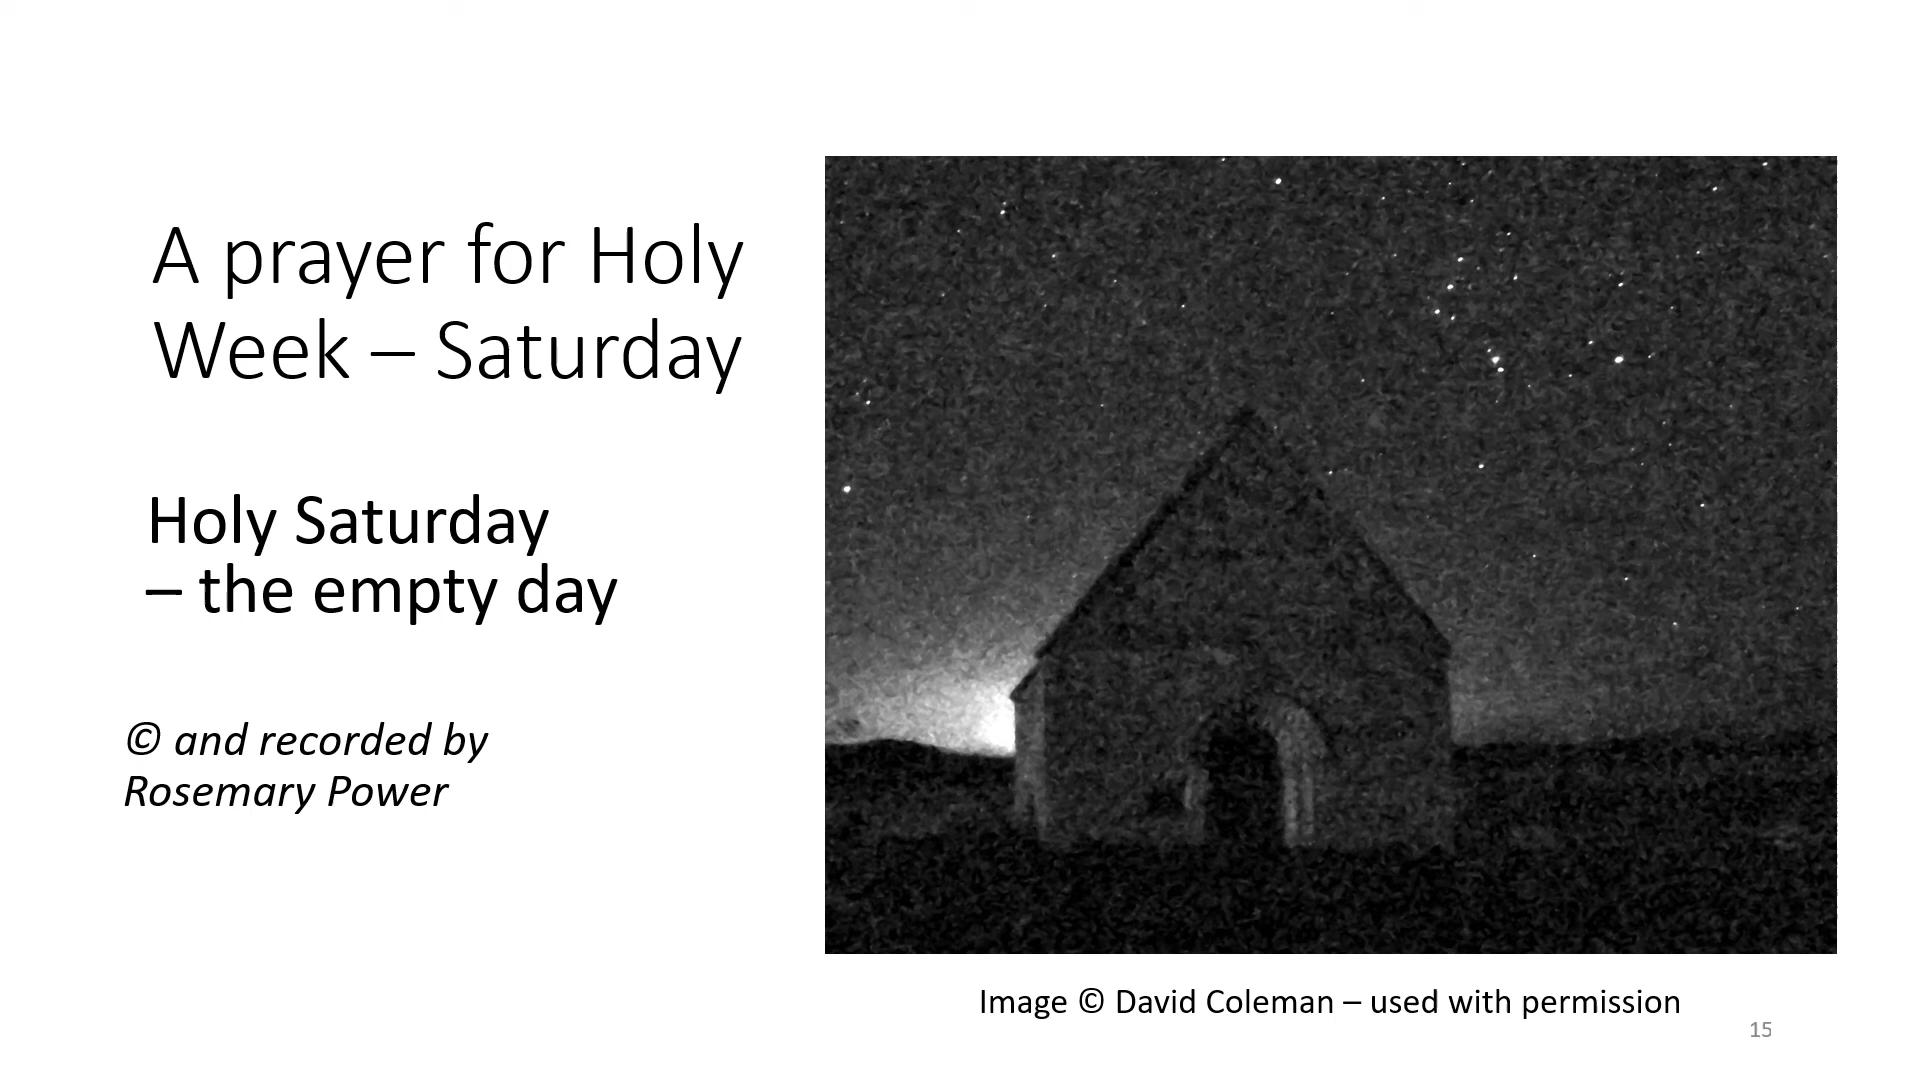 A prayer for Holy
Week – Saturday
Holy Saturday
– the empty day
© and recorded by
Rosemary Power
Image © David Coleman – used with permission
15